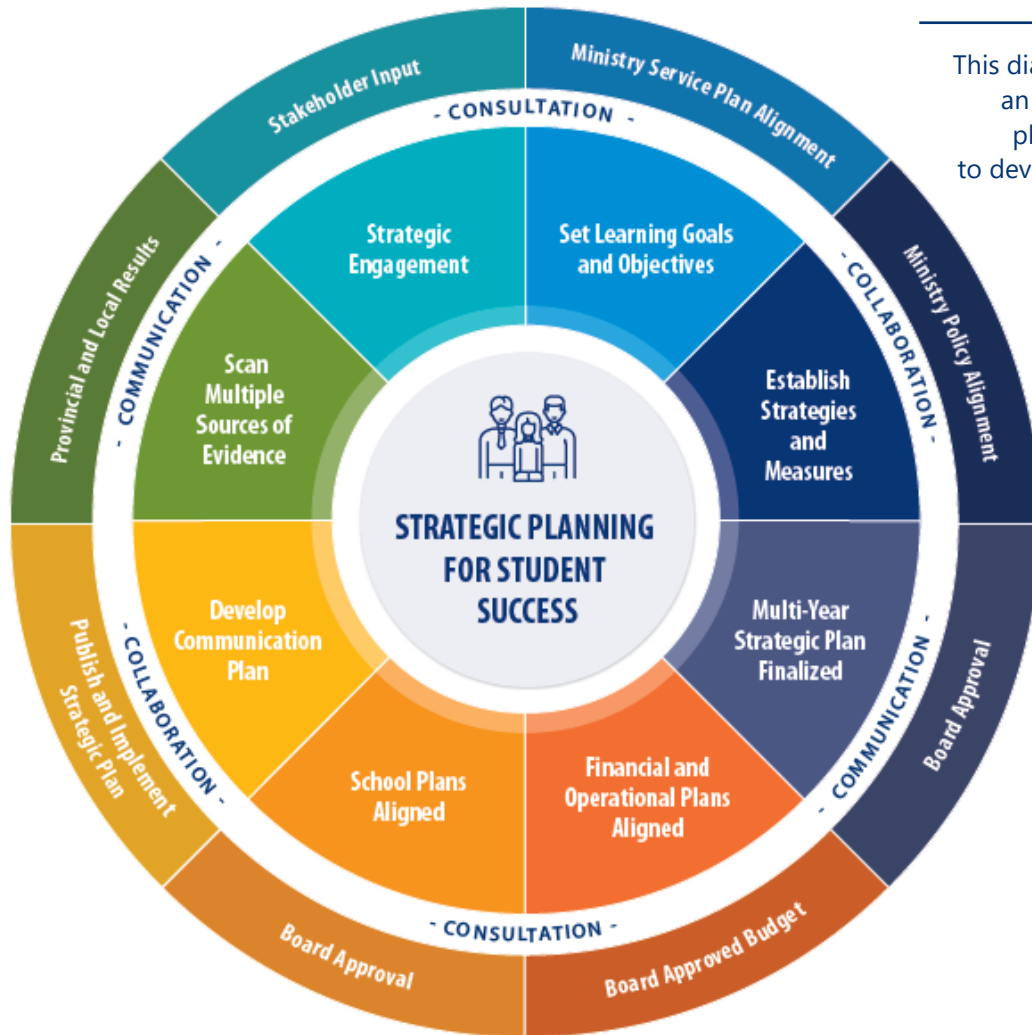 This dia
an
pl
to dev
Stakeholder Input
Ministry Service Plan Alignment
Ministry Policy Alignment
Board Approval
Board Approved Budget
Board Approval
Publish and Implement
Strategic Plan
Provincial and Local Results
- CONSULTATION -
- COLLABORATION -
- COMMUNICATION -
- CONSULTATION -
- COLLABORATION -
- COMMUNICATION -
Strategic
Engagement
Set Learning Goals
and Objectives
Establish
Strategies
and
Measures
Multi-Year
Strategic Plan
Finalized
Financial and
Operational Plans
Aligned
School Plans
Aligned
Develop
Communication
Plan
Scan
Multiple
Sources of
Evidence
STRATEGIC PLANNING
FOR STUDENT
SUCCESS